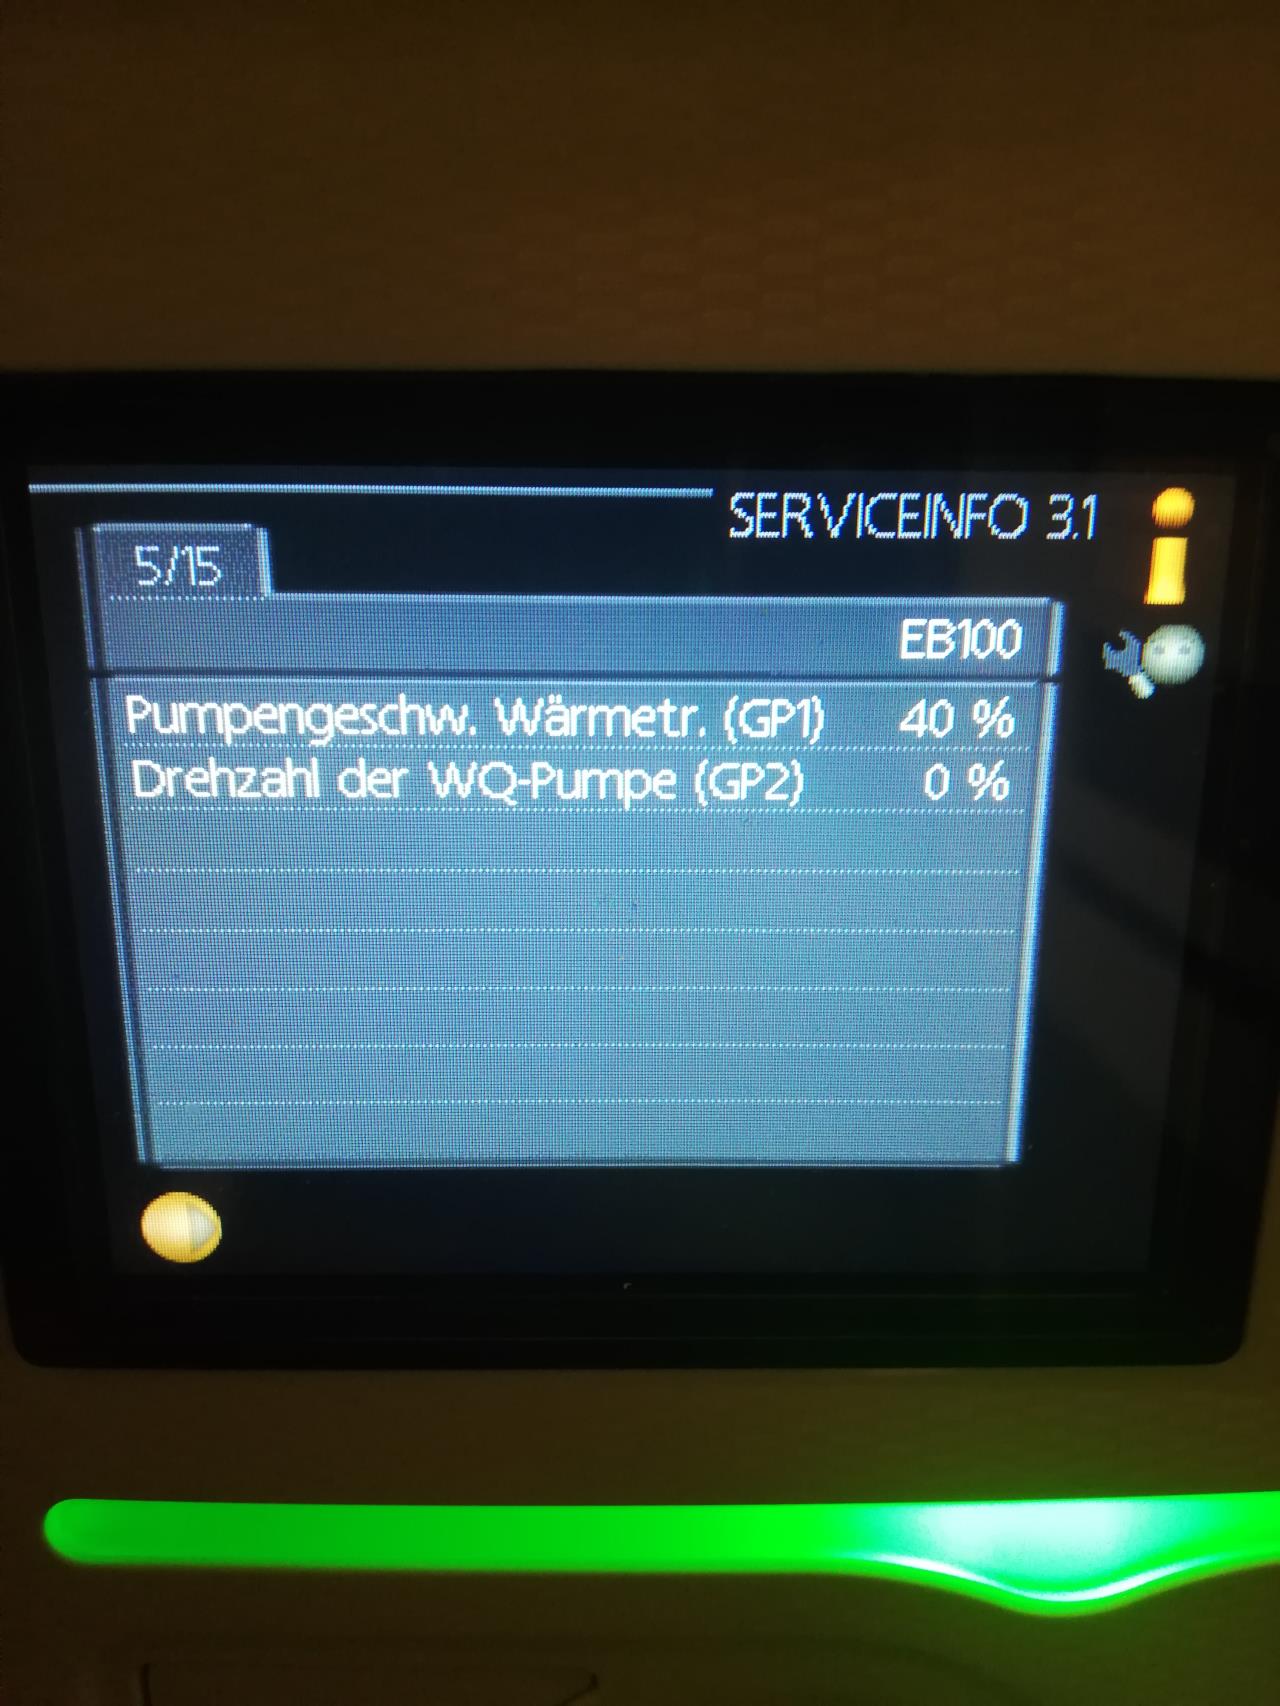 SERVICEINFO 3.1
5/15
EB100
Pumpengeschw. Wärmetr. (GP1) 40 %
Drehzahl der WQ-Pumpe (GP2) 0 %